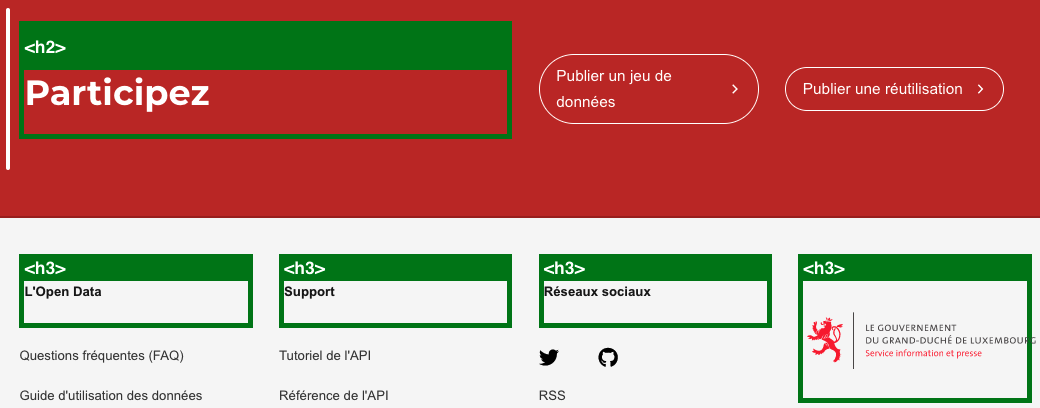 <h2>
Participez
Publier un jeu de
données
Publier une réutilisation
<h3>
L'Open Data
<h3>
Support
<h3>
Réseaux sociaux
<h3>
LE GOUVERNEMENT
DU GRAND-DUCHÉ DE LUXEMBOURG
Service information et presse
Questions fréquentes (FAQ)
Tutoriel de l'API
Guide d'utilisation des données
Référence de l'API
RSS